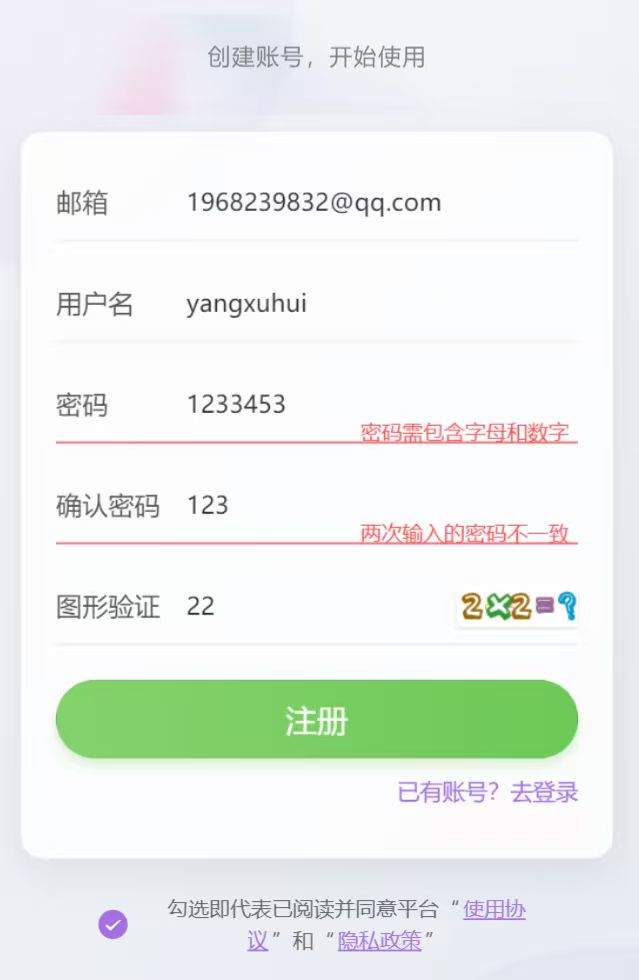 创建账号，开始使用
邮箱 1968239832@qq.com
用户名 yangxuhui
密码 1233453
密码需包含字母和数字
确认密码 123
两次输入的密码不一致
图形验证 22 2×2=?
注册
已有账号？去登录
勾选即代表已阅读并同意平台“使用协
议”和“隐私政策”